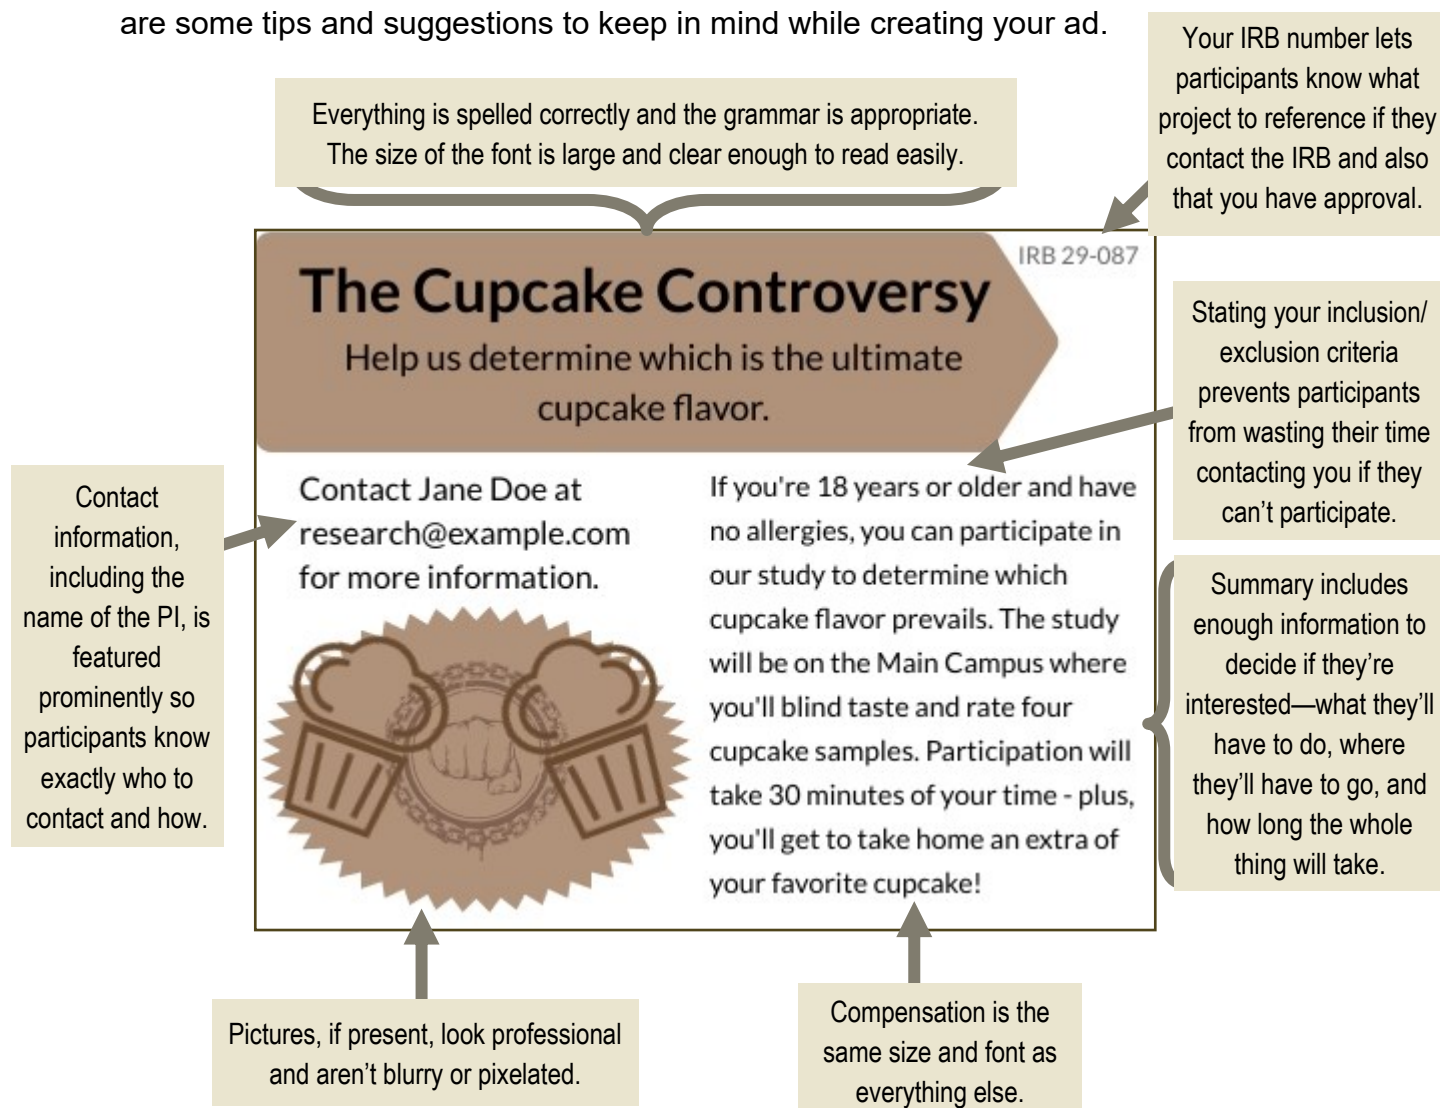 are some tips and suggestions to keep in mind while creating your ad.
Your IRB number lets
participants know what
project to reference if they
contact the IRB and also
that you have approval.
Everything is spelled correctly and the grammar is appropriate.
The size of the font is large and clear enough to read easily.
IRB 29-087
The Cupcake Controversy
Help us determine which is the ultimate
cupcake flavor.
Stating your inclusion/
exclusion criteria
prevents participants
from wasting their time
contacting you if they
can’t participate.
Contact
information,
including the
name of the PI, is
featured
prominently so
participants know
exactly who to
contact and how.
Contact Jane Doe at
research@example.com
for more information.
If you're 18 years or older and have
no allergies, you can participate in
our study to determine which
cupcake flavor prevails. The study
will be on the Main Campus where
you'll blind taste and rate four
cupcake samples. Participation will
take 30 minutes of your time - plus,
you'll get to take home an extra of
your favorite cupcake!
Summary includes
enough information to
decide if they’re
interested—what they’ll
have to do, where
they’ll have to go, and
how long the whole
thing will take.
Pictures, if present, look professional
and aren’t blurry or pixelated.
Compensation is the
same size and font as
everything else.